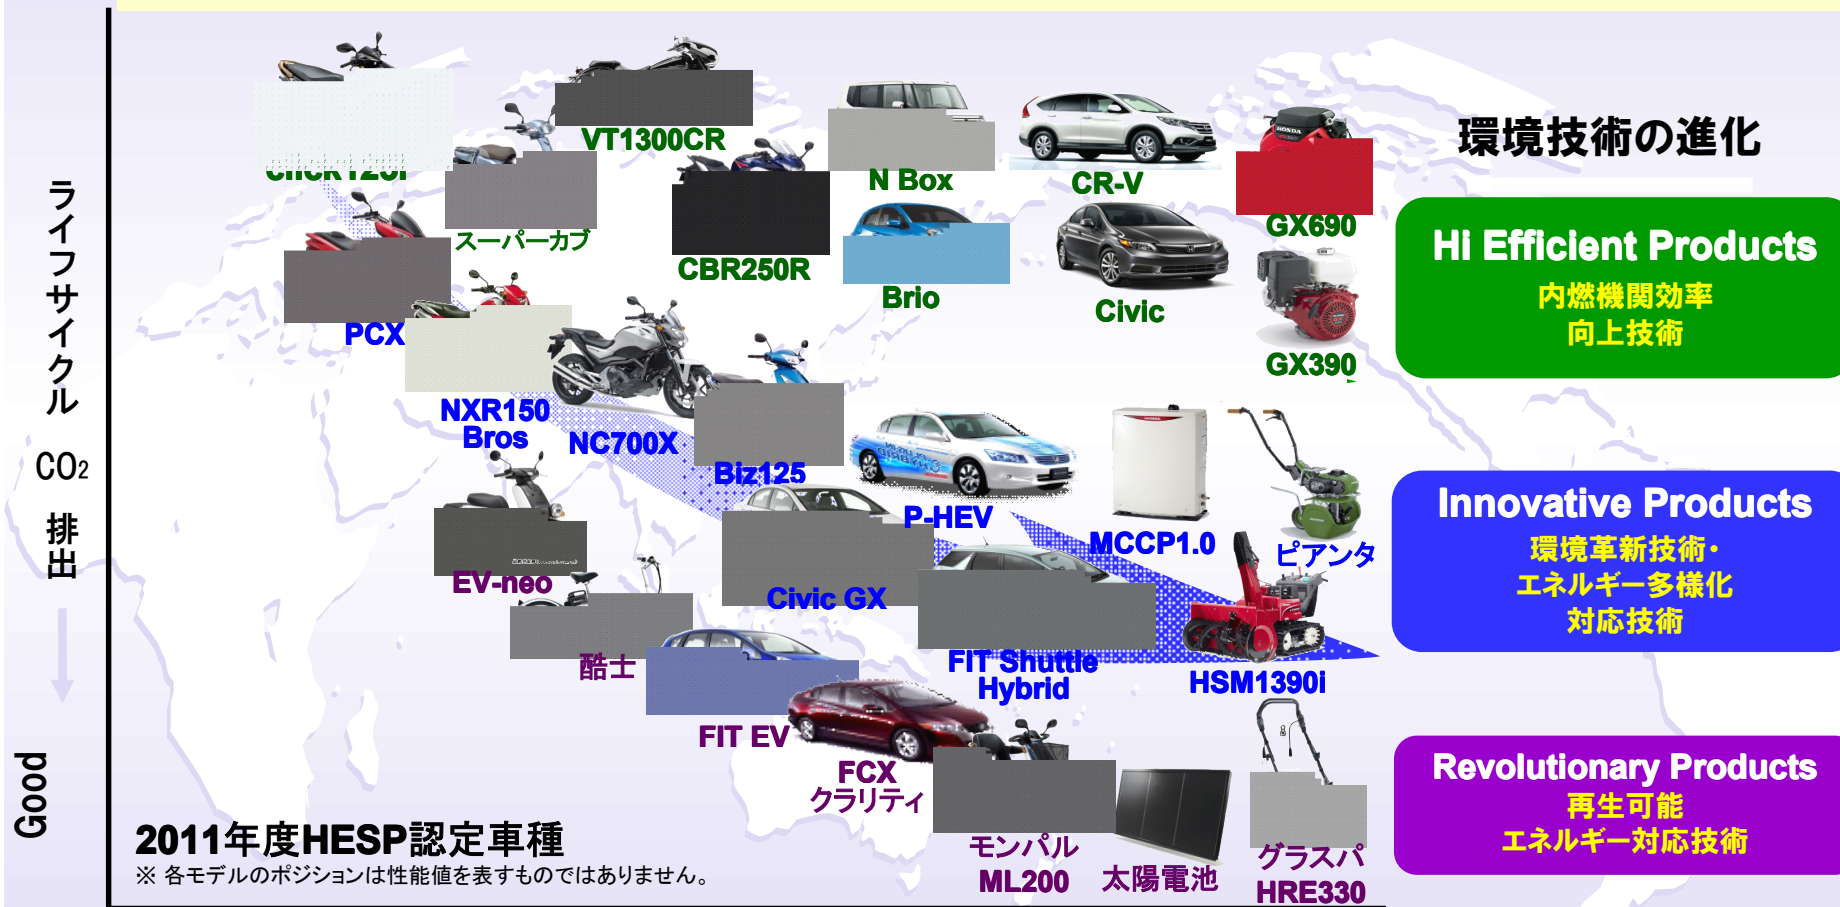 ライフサイクル CO2 排出
Good
VT1300CR
スーパーカブ
CBR250R
N Box
CR-V
Brio
Civic
HONDA
GX690
GX390
PCX
NXR150
Bros
NC700X
Biz125
P-HEV
MCCP1.0
ピアンタ
Civic GX
FIT Shuttle
Hybrid
HSM1390i
EV-neo
酷士
FIT EV
FCX
クラリティ
モンパル
ML200
太陽電池
グラスパ
HRE330
環境技術の進化
Hi Efficient Products
内燃機関効率
向上技術
Innovative Products
環境革新技術・
エネルギー多様化
対応技術
Revolutionary Products
再生可能
エネルギー対応技術
2011年度HESP認定車種
※ 各モデルのポジションは性能値を表すものではありません。